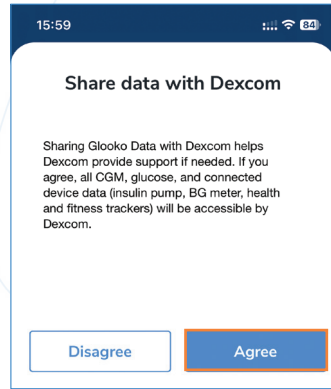 15:59
84
Share data with Dexcom
Sharing Glooko Data with Dexcom helps
Dexcom provide support if needed. If you
agree, all CGM, glucose, and connected
device data (insulin pump, BG meter, health
and fitness trackers) will be accessible by
Dexcom.
Disagree
Agree